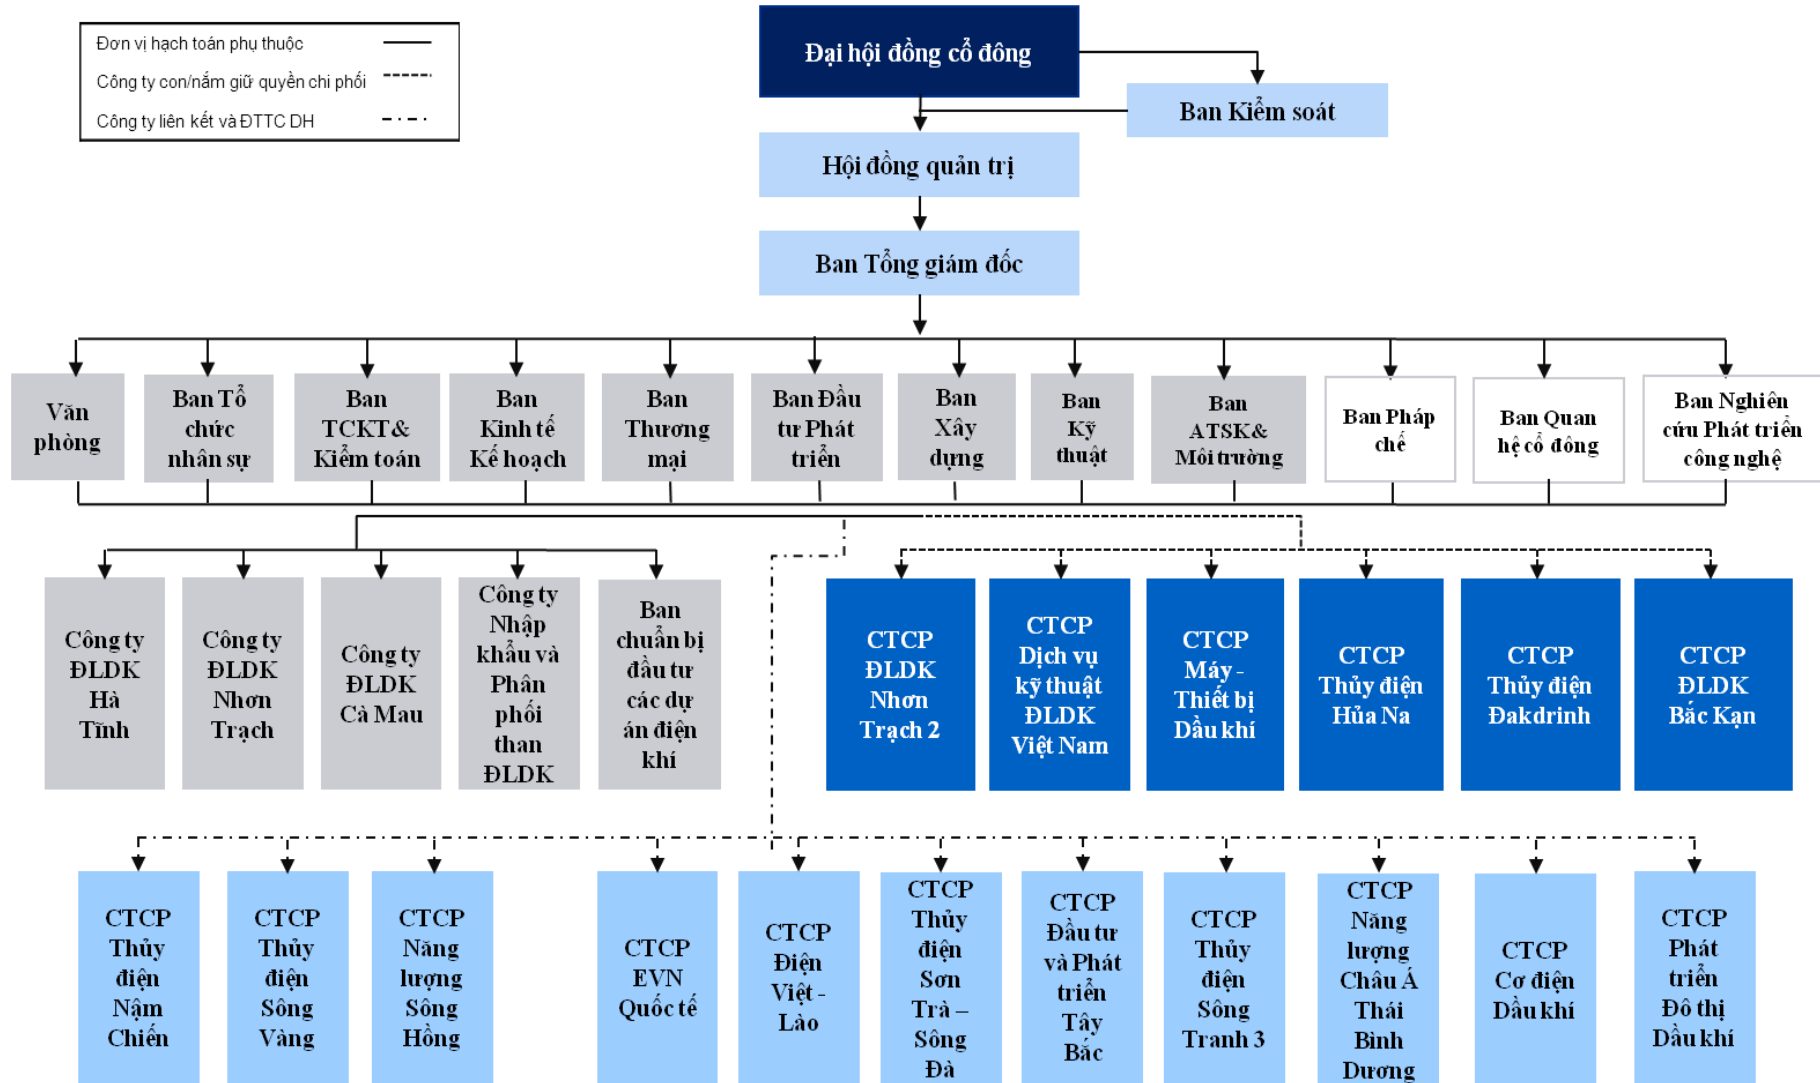 Đơn vị hạch toán phụ thuộc
Công ty con/nắm giữ quyền chi phối
Công ty liên kết và ĐTTC DH
Đại hội đồng cổ đông
Ban Kiểm soát
Hội đồng quản trị
Ban Tổng giám đốc
Văn
phòng
Ban Tổ
chức
nhân sự
Ban
TCKT&
Kiểm toán
Ban
Kinh tế
Kế hoạch
Ban
Thương
mại
Ban Đầu
tư Phát
triển
Ban
Xây
dựng
Ban
Kỹ
thuật
Ban
ATSK&
Môi trường
Ban Pháp
chế
Ban Quan
hệ cổ đông
Ban Nghiên
cứu Phát triển
công nghệ
Công ty
ĐLDK
Hà
Tĩnh
Công ty
ĐLDK
Nhơn
Trạch
Công ty
ĐLDK
Cà Mau
Công ty
Nhập
khẩu và
Phân
phối
than
ĐLDK
Ban
chuẩn bị
đầu tư
các dự
án điện
khí
CTCP
ĐLDK
Nhơn
Trạch 2
CTCP
Dịch vụ
kỹ thuật
ĐLDK
Việt Nam
CTCP
Máy -
Thiết bị
Dầu khí
CTCP
Thủy điện
Hủa Na
CTCP
Thủy điện
Đakdrinh
CTCP
ĐLDK
Bắc Kạn
CTCP
Thủy
điện
Nậm
Chiến
CTCP
Thủy
điện
Sông
Vàng
CTCP
Năng
lượng
Sông
Hồng
CTCP
EVN
Quốc tế
CTCP
Điện
Việt -
Lào
CTCP
Thủy
điện
Sơn
Trà –
Sông
Đà
CTCP
Đầu tư
và Phát
triển
Tây
Bắc
CTCP
Thủy
điện
Sông
Tranh 3
CTCP
Năng
lượng
Châu Á
Thái
Bình
Dương
CTCP
Cơ điện
Dầu khí
CTCP
Phát
triển
Đô thị
Dầu khí